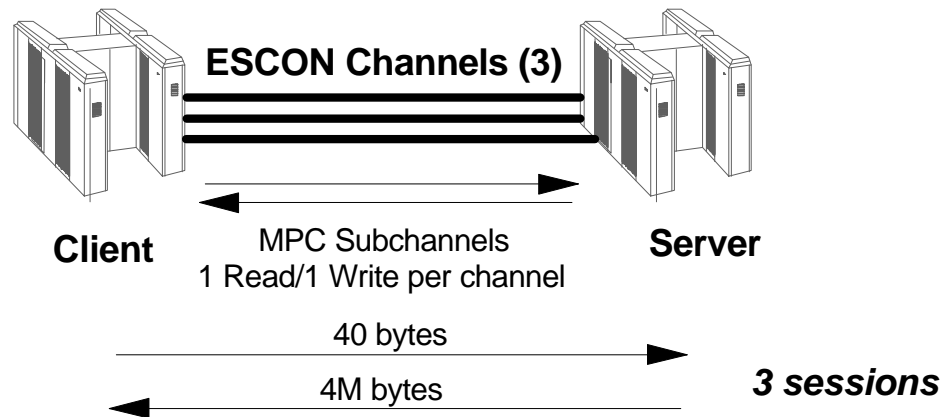 ESCON Channels (3)
Client
MPC Subchannels
1 Read/1 Write per channel
Server
40 bytes
4M bytes
3 sessions